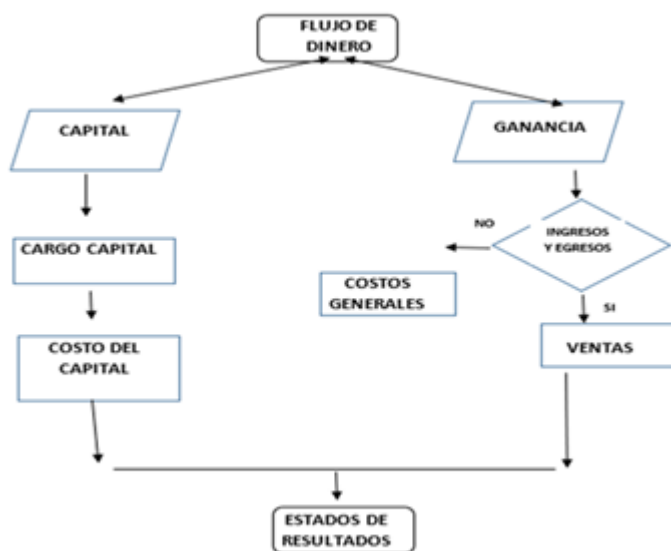 FLUJO DE
DINERO
CAPITAL
GANANCIA
NO
INGRESOS
Y EGRESOS
CARGO CAPITAL
COSTOS
GENERALES
SI
COSTO DEL
CAPITAL
VENTAS
ESTADOS DE
RESULTADOS